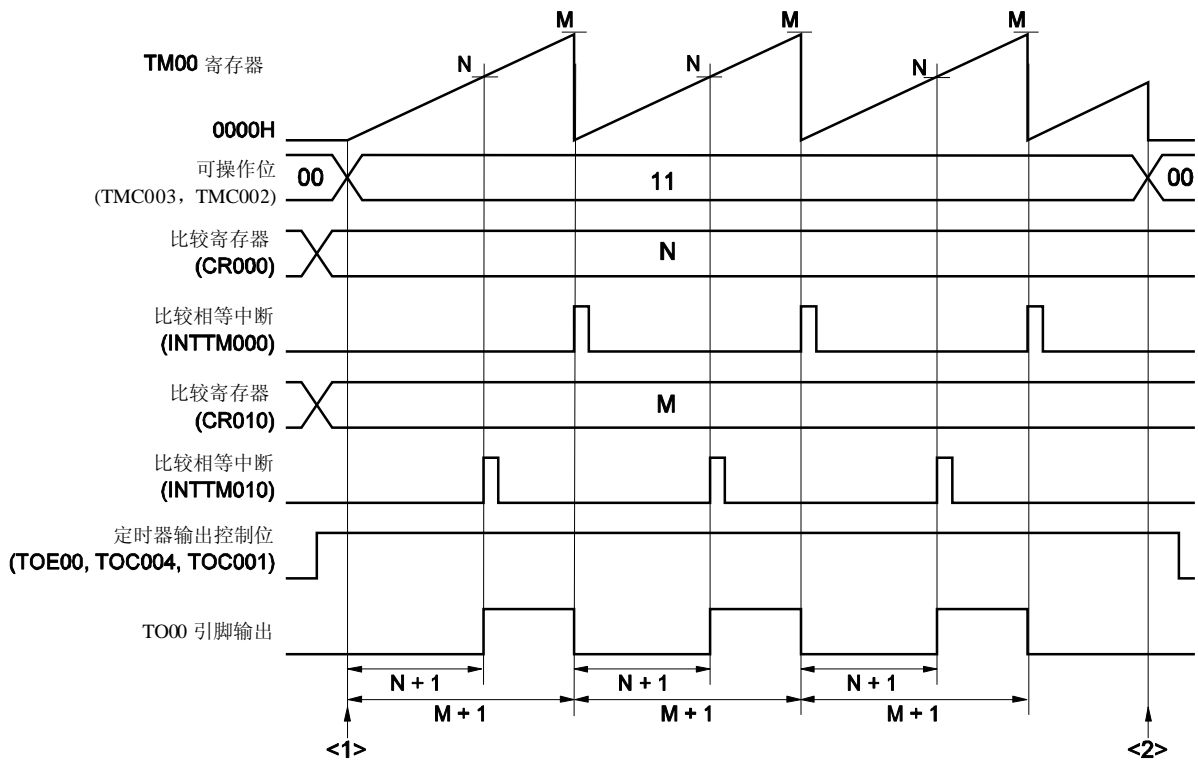 M M M
TM00 寄存器 N N N
0000H
可操作位
(TMC003，TMC002)
00 11 00
比较寄存器
(CR000)
N
比较相等中断
(INTTM000)
比较寄存器
(CR010)
M
比较相等中断
(INTTM010)
定时器输出控制位
(TOE00, TOC004, TOC001)
TO00 引脚输出
N + 1 N + 1 N + 1
M + 1 M + 1 M + 1
<1> <2>